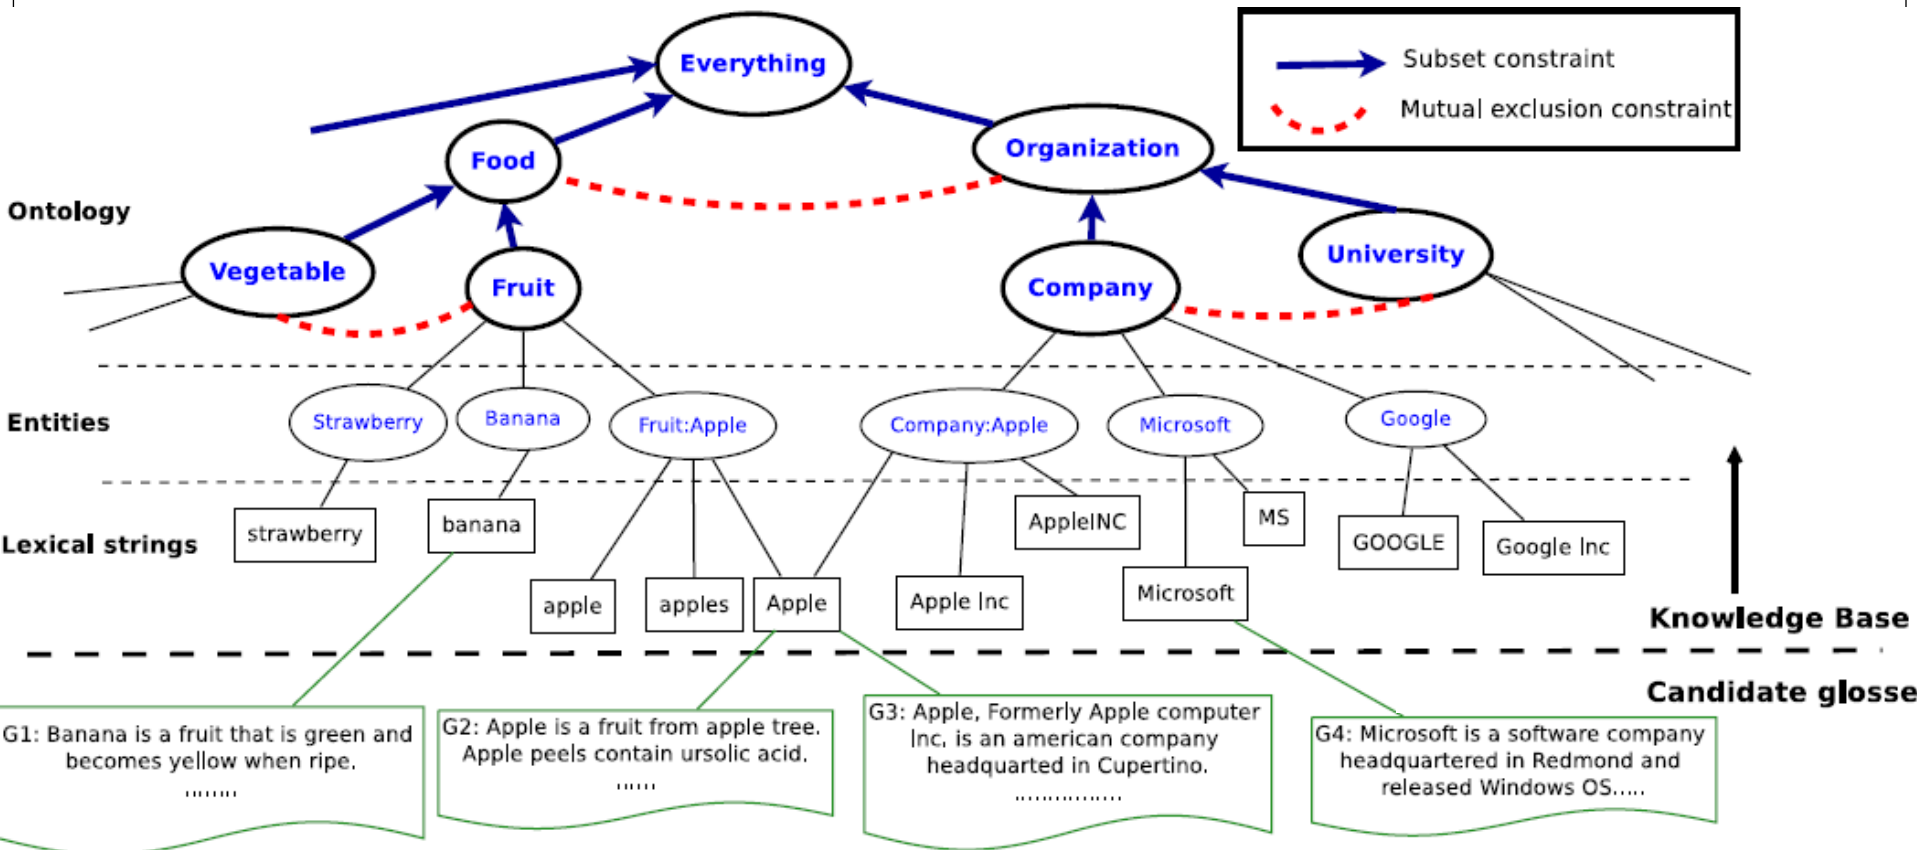 Everything
Subset constraint
Mutual exclusion constraint
Food
Organization
Ontology
Vegetable
Fruit
Company
University
Entities
Strawberry
Banana
Fruit:Apple
Company:Apple
Microsoft
Google
Lexical strings
strawberry
banana
apple
apples
Apple
Apple Inc
AppleINC
Microsoft
MS
GOOGLE
Google Inc
Knowledge Base
Candidate glosse
G1: Banana is a fruit that is green and
becomes yellow when ripe.
........
G2: Apple is a fruit from apple tree.
Apple peels contain ursolic acid.
......
G3: Apple, Formerly Apple computer
Inc, is an american company
headquarted in Cupertino.
................
G4: Microsoft is a software company
headquartered in Redmond and
released Windows OS.....